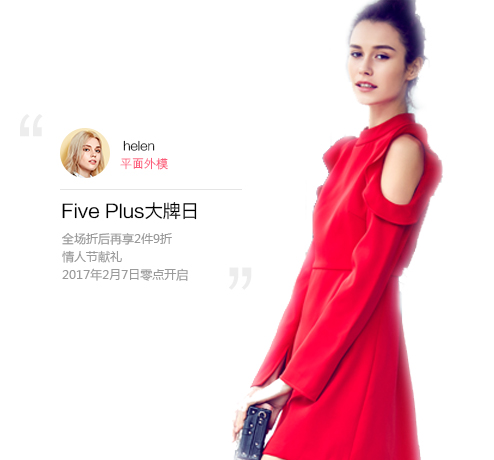 helen
平面外模
Five Plus大牌日
全场折后再享2件9折
情人节献礼
2017年2月7日零点开启